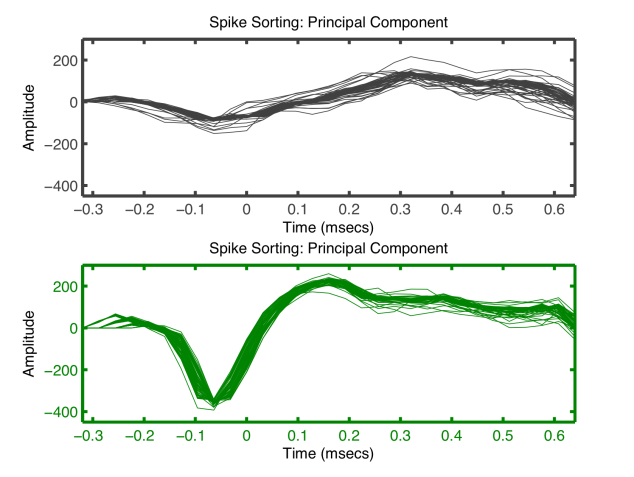 Spike Sorting: Principal Component
200
0
−200
−400
Amplitude
−0.3 −0.2 −0.1 0 0.1 0.2 0.3 0.4 0.5 0.6
Time (msecs)
Spike Sorting: Principal Component
200
0
−200
−400
Amplitude
−0.3 −0.2 −0.1 0 0.1 0.2 0.3 0.4 0.5 0.6
Time (msecs)